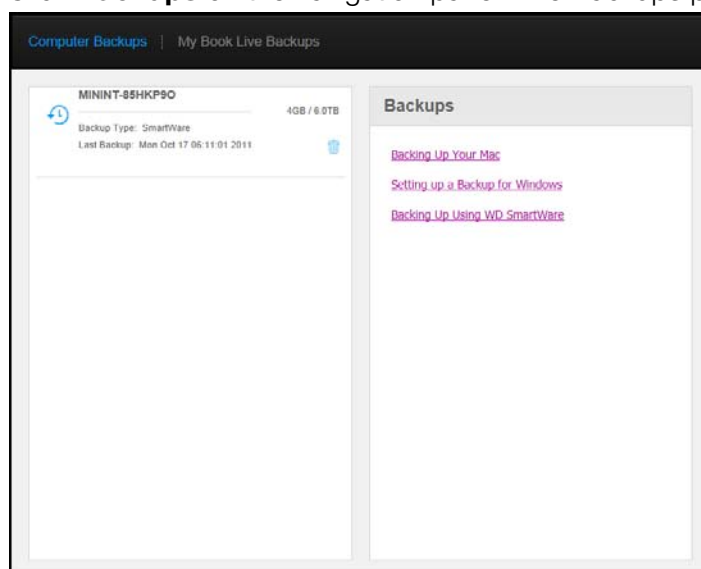 Computer Backups | My Book Live Backups
MININT-85HKP9O
4GB / 6.0TB
Backup Type: SmartWare
Last Backup: Mon Oct 17 06:11:01 2011
Backups
Backing Up Your Mac
Setting up a Backup for Windows
Backing Up Using WD SmartWare